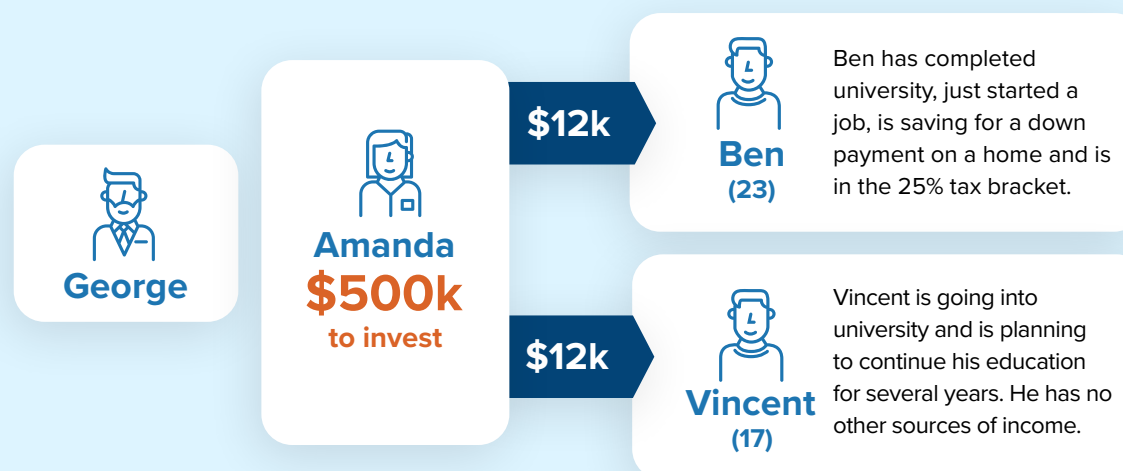 George
Amanda
$500k
to invest
$12k
$12k
Ben
(23)
Ben has completed
university, just started a
job, is saving for a down
payment on a home and is
in the 25% tax bracket.
Vincent
(17)
Vincent is going into
university and is planning
to continue his education
for several years. He has no
other sources of income.